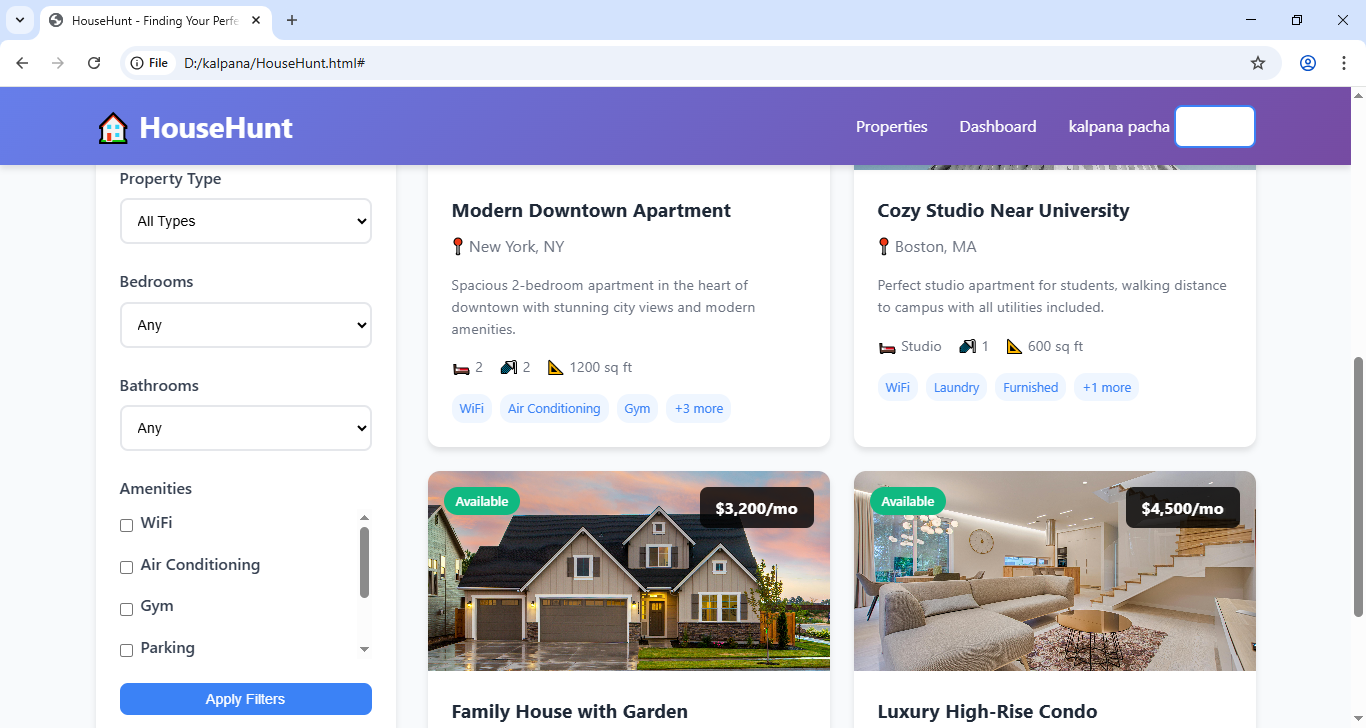 HouseHunt - Finding Your Perfe
File D:/kalpana/HouseHunt.html#
HouseHunt
Properties Dashboard kalpana pacha
Property Type
All Types
Bedrooms
Any
Bathrooms
Any
Amenities
WiFi
Air Conditioning
Gym
Parking
Apply Filters
Modern Downtown Apartment
New York, NY
Spacious 2-bedroom apartment in the heart of
downtown with stunning city views and modern
amenities.
2 2 1200 sq ft
WiFi Air Conditioning Gym +3 more
Cozy Studio Near University
Boston, MA
Perfect studio apartment for students, walking distance
to campus with all utilities included.
Studio 1 600 sq ft
WiFi Laundry Furnished +1 more
Available $3,200/mo
Family House with Garden
Available $4,500/mo
Luxury High-Rise Condo